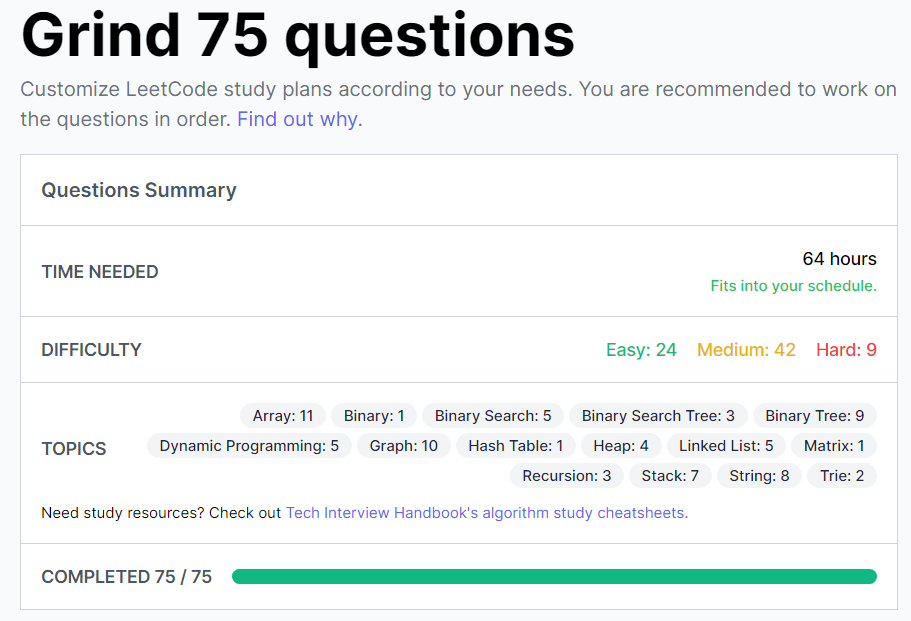 Grind 75 questions
Customize LeetCode study plans according to your needs. You are recommended to work on
the questions in order. Find out why.
Questions Summary
TIME NEEDED
64 hours
Fits into your schedule.
DIFFICULTY
Easy: 24 Medium: 42 Hard: 9
TOPICS
Array: 11 Binary: 1 Binary Search: 5 Binary Search Tree: 3 Binary Tree: 9
Dynamic Programming: 5 Graph: 10 Hash Table: 1 Heap: 4 Linked List: 5 Matrix: 1
Recursion: 3 Stack: 7 String: 8 Trie: 2
Need study resources? Check out Tech Interview Handbook's algorithm study cheatsheets.
COMPLETED 75 / 75